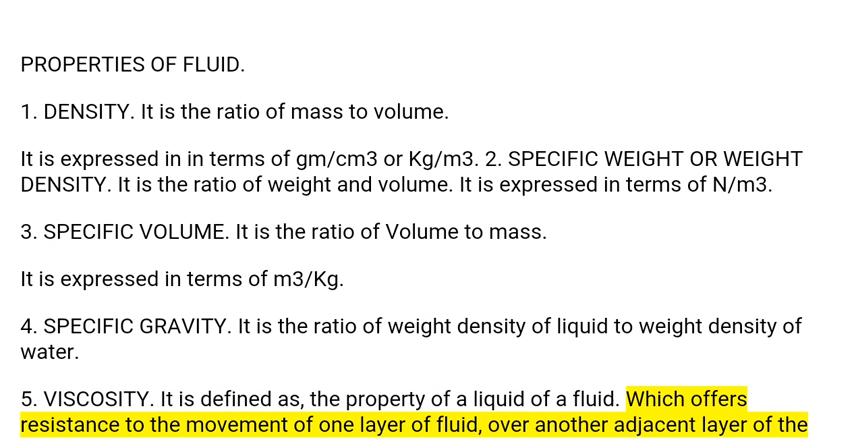 PROPERTIES OF FLUID.
1. DENSITY. It is the ratio of mass to volume.
It is expressed in in terms of gm/cm3 or Kg/m3. 2. SPECIFIC WEIGHT OR WEIGHT
DENSITY. It is the ratio of weight and volume. It is expressed in terms of N/m3.
3. SPECIFIC VOLUME. It is the ratio of Volume to mass.
It is expressed in terms of m3/Kg.
4. SPECIFIC GRAVITY. It is the ratio of weight density of liquid to weight density of
water.
5. VISCOSITY. It is defined as, the property of a liquid of a fluid. Which offers
resistance to the movement of one layer of fluid, over another adjacent layer of the